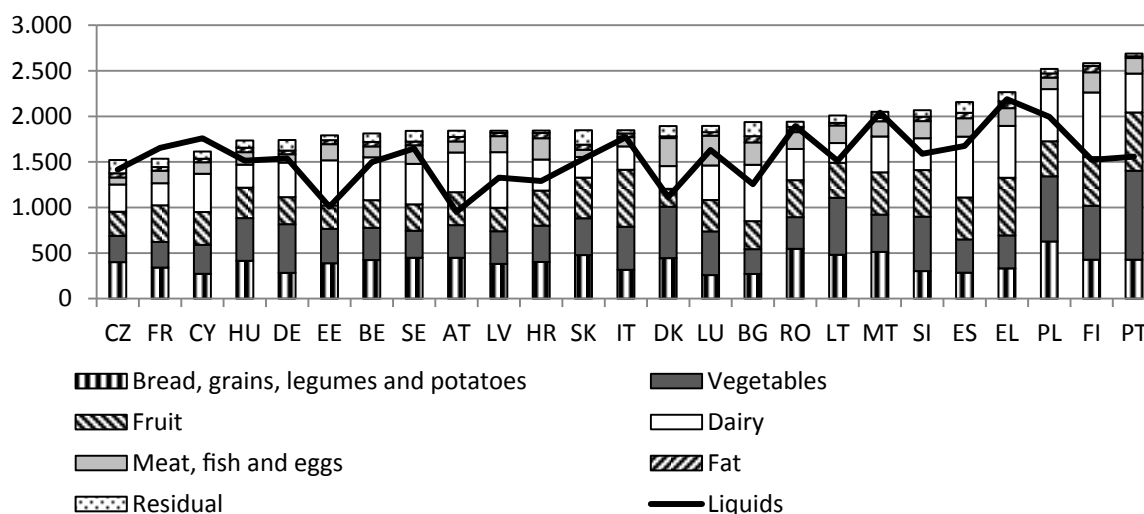 3.000
2.500
2.000
1.500
1.000
500
0
CZ FR CY HU DE EE BE SE AT LV HR SK IT DK LU BG RO LT MT SI ES EL PL FI PT
Bread, grains, legumes and potatoes Vegetables
Fruit Dairy
Meat, fish and eggs Fat
Residual Liquids